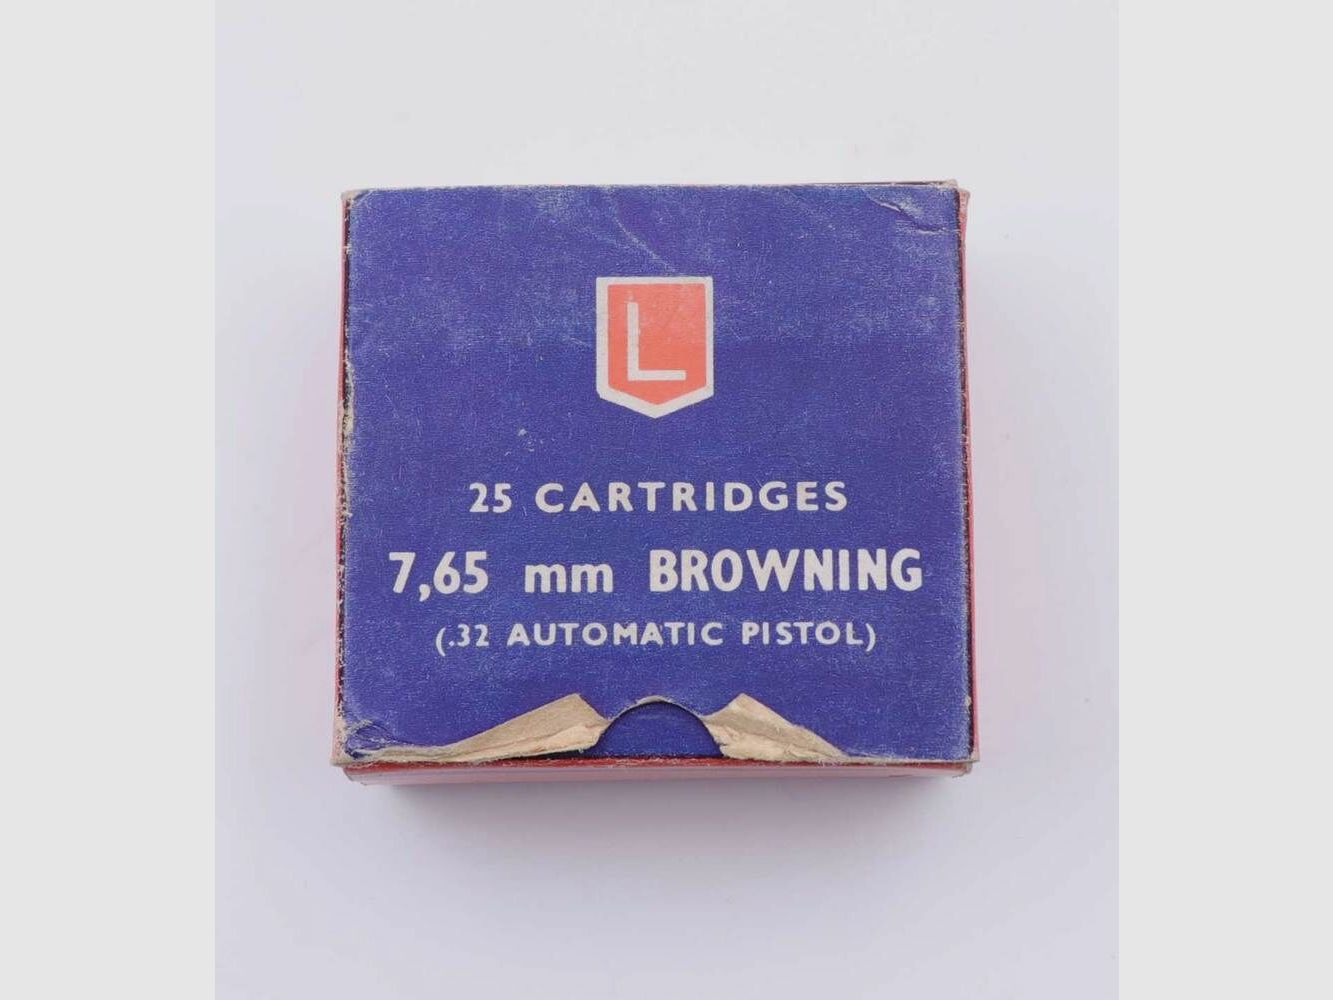 L
25 CARTRIDGES
7,65 mm BROWNING
(.32 AUTOMATIC PISTOL)